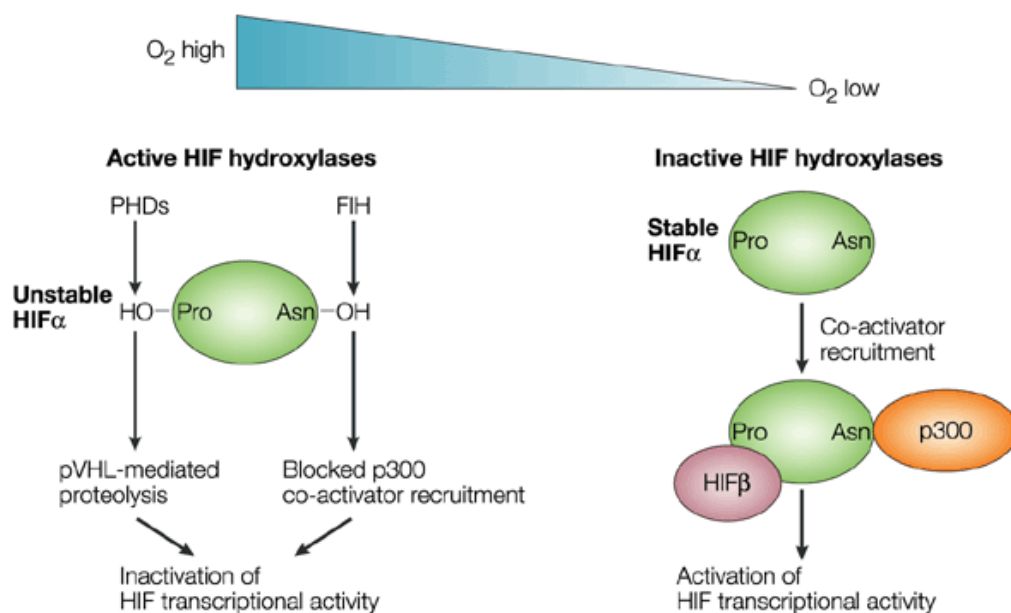 O2 high
O2 low
Active HIF hydroxylases
PHDs
FIH
Unstable
HIFα
HO
Pro
Asn
OH
pVHL-mediated
proteolysis
Blocked p300
co-activator recruitment
Inactivation of
HIF transcriptional activity
Inactive HIF hydroxylases
Stable
HIFα
Pro
Asn
Co-activator
recruitment
Pro
Asn
p300
HIFβ
Activation of
HIF transcriptional activity